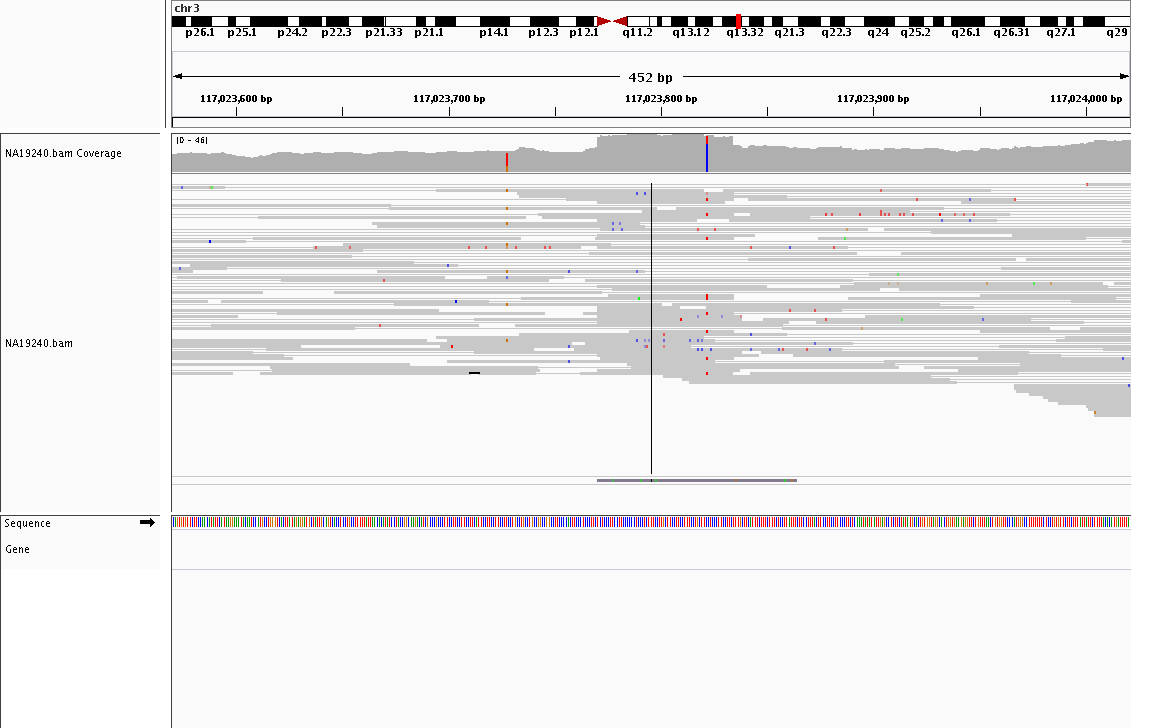 chr3
p26.1 p25.1 p24.2 p22.3 p21.33 p21.1 p14.1 p12.3 p12.1 q11.2 q13.12 q13.32 q21.3 q22.3 q24 q25.2 q26.1 q26.31 q27.1 q29
452 bp
117,023,600 bp 117,023,700 bp 117,023,800 bp 117,023,900 bp 117,024,000 bp
[0 - 46]
NA19240.bam Coverage
NA19240.bam
Sequence
Gene